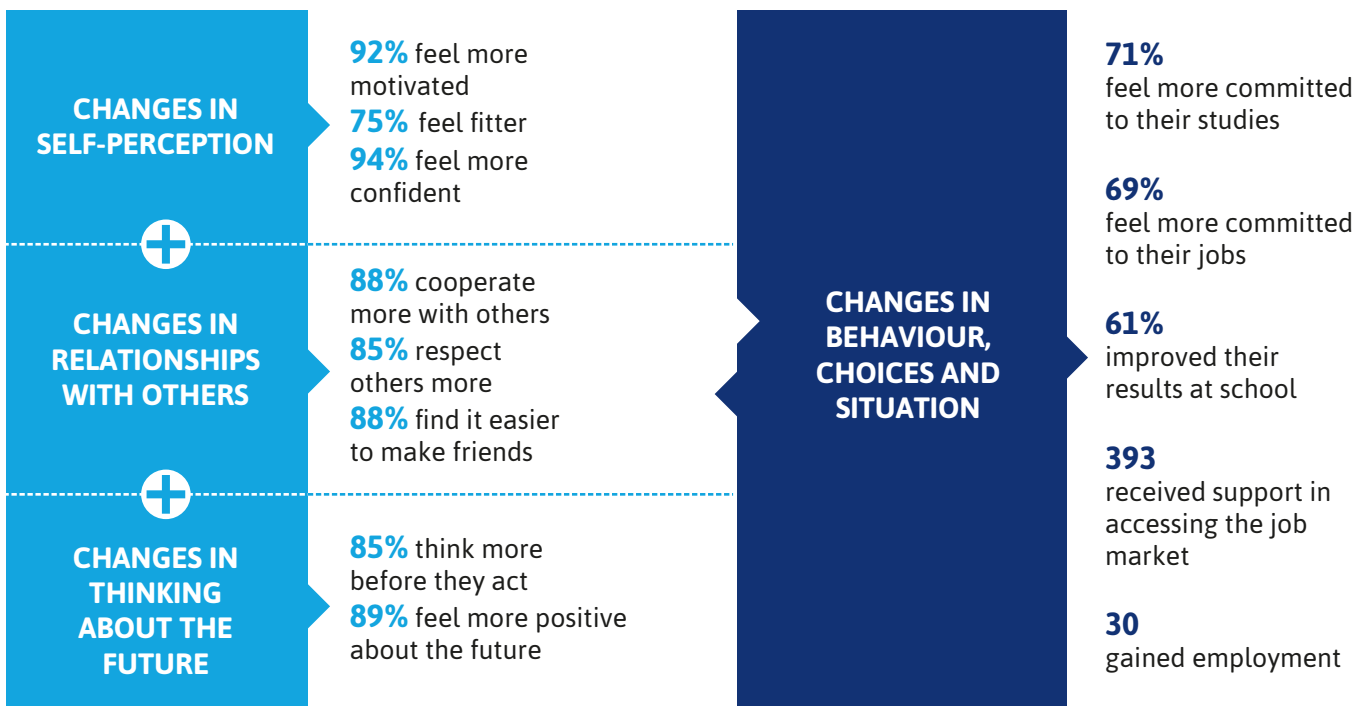 CHANGES IN
SELF-PERCEPTION
92% feel more
motivated
75% feel fitter
94% feel more
confident
CHANGES IN
RELATIONSHIPS
WITH OTHERS
88% cooperate
more with others
85% respect
others more
88% find it easier
to make friends
CHANGES IN
THINKING
ABOUT THE
FUTURE
85% think more
before they act
89% feel more positive
about the future
CHANGES IN
BEHAVIOUR,
CHOICES AND
SITUATION
71%
feel more committed
to their studies
69%
feel more committed
to their jobs
61%
improved their
results at school
393
received support in
accessing the job
market
30
gained employment